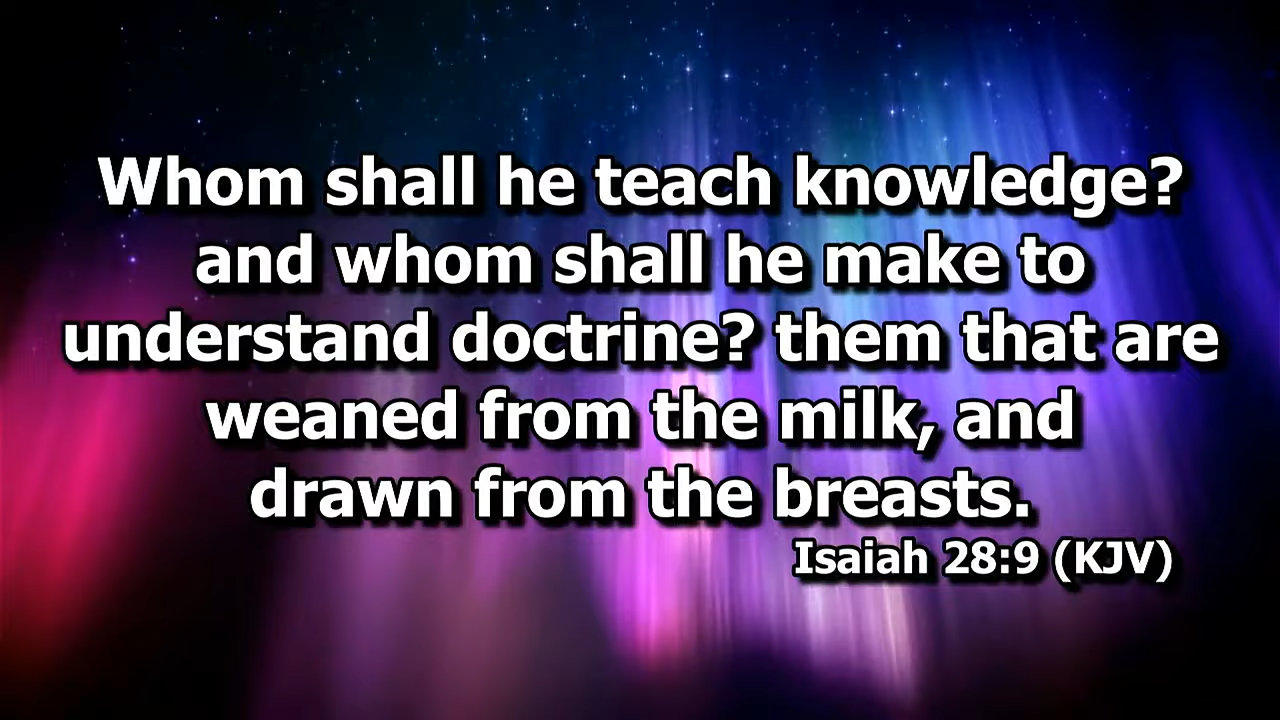 Whom shall he teach knowledge?
and whom shall he make to
understand doctrine? them that are
weaned from the milk, and
drawn from the breasts.
Isaiah 28:9 (KJV)